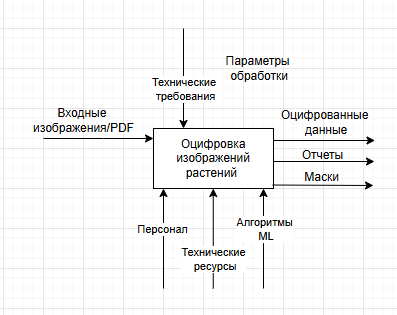 Параметры
обработки
Технические
требования
Входные
изображения/PDF
Оцифровка
изображений
растений
Оцифрованные
данные
Отчеты
Маски
Персонал
Технические
ресурсы
Алгоритмы
ML